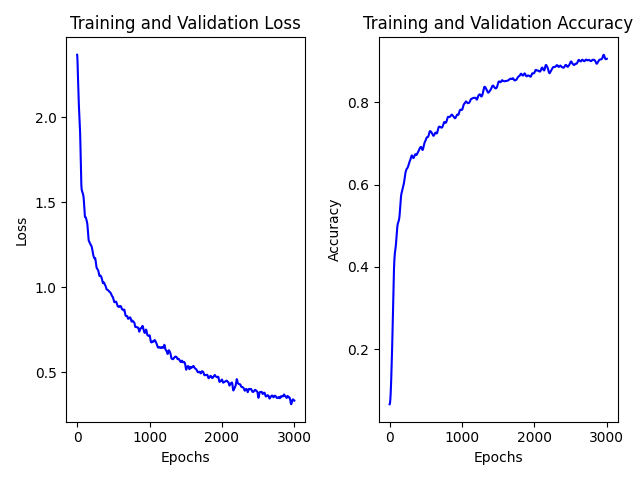 Training and Validation Loss
2.0
1.5
1.0
0.5
Loss
0 1000 2000 3000
Epochs
Training and Validation Accuracy
0.8
0.6
0.4
0.2
Accuracy
0 1000 2000 3000
Epochs